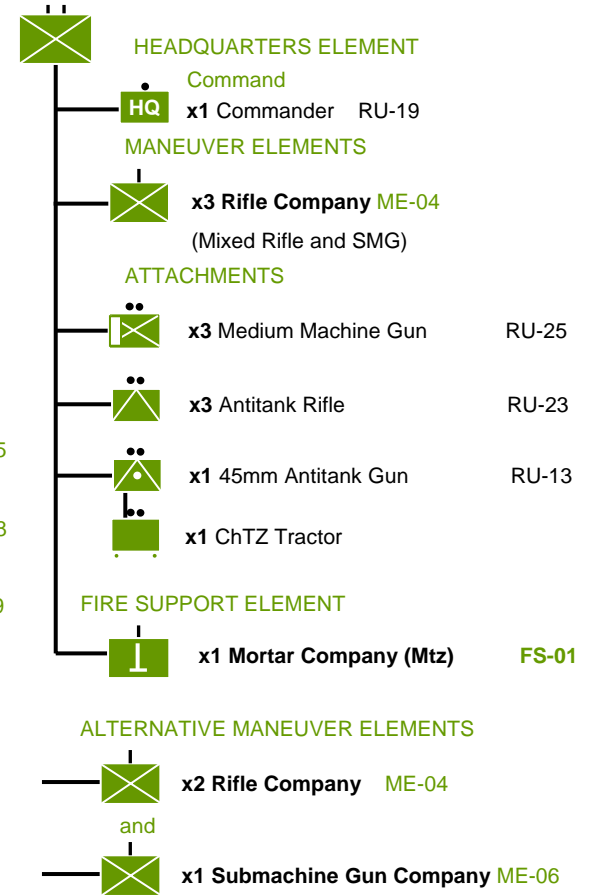 HEADQUARTERS ELEMENT
Command
HQ x1 Commander RU-19
MANEUVER ELEMENTS
x3 Rifle Company ME-04
(Mixed Rifle and SMG)
ATTACHMENTS
x3 Medium Machine Gun RU-25
x3 Antitank Rifle RU-23
5
x1 45mm Antitank Gun RU-13
3
x1 ChTZ Tractor
9
FIRE SUPPORT ELEMENT
x1 Mortar Company (Mtz) FS-01
ALTERNATIVE MANEUVER ELEMENTS
x2 Rifle Company ME-04
and
x1 Submachine Gun Company ME-06